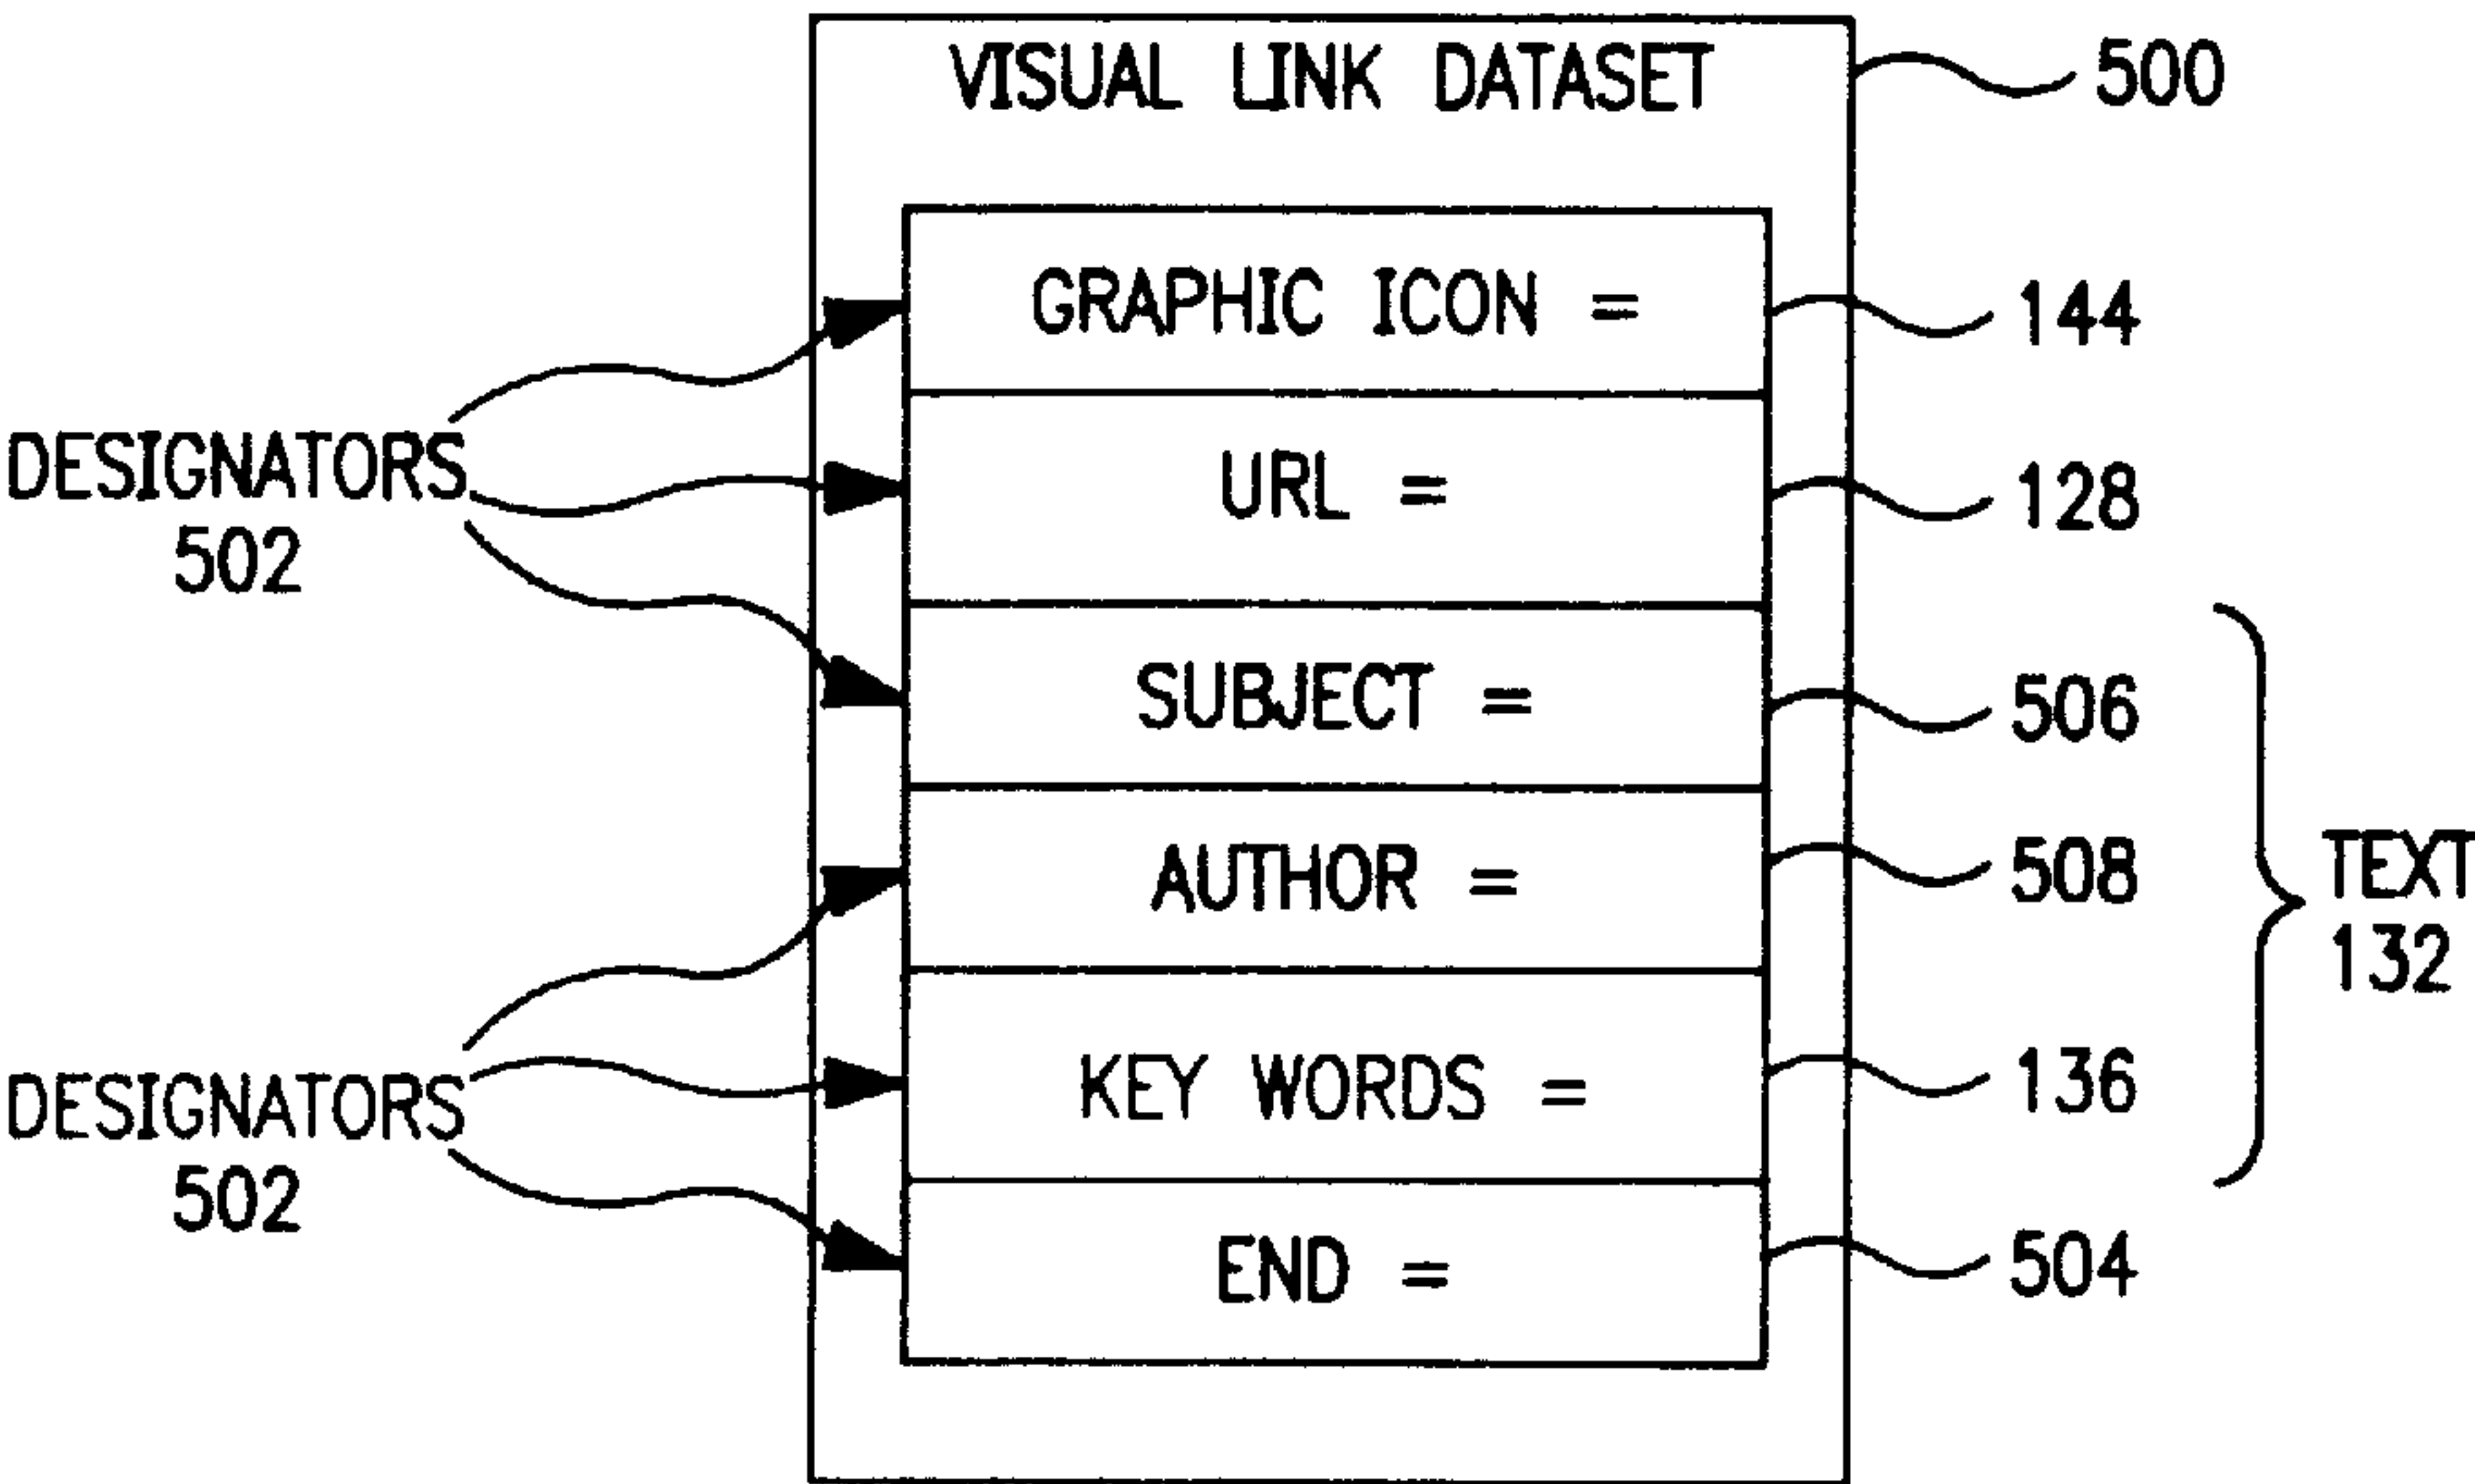 VISUAL LINK DATASET
500
GRAPHIC ICON =
144
DESIGNATORS
502
URL =
128
SUBJECT =
506
AUTHOR =
508
TEXT
132
KEY WORDS =
136
DESIGNATORS
502
END =
504